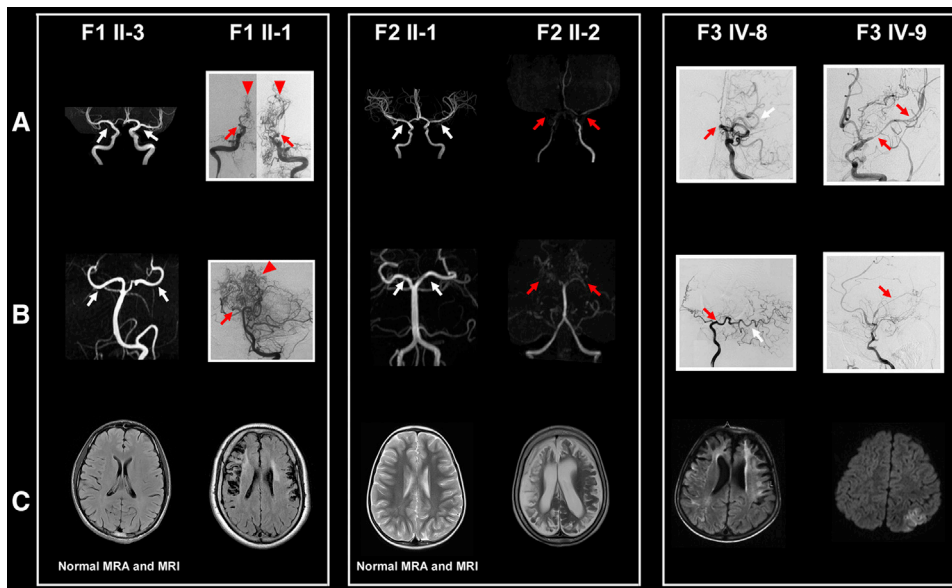 F1 II-3 F1 II-1 F2 II-1 F2 II-2 F3 IV-8 F3 IV-9
A
B
C
Normal MRA and MRI Normal MRA and MRI